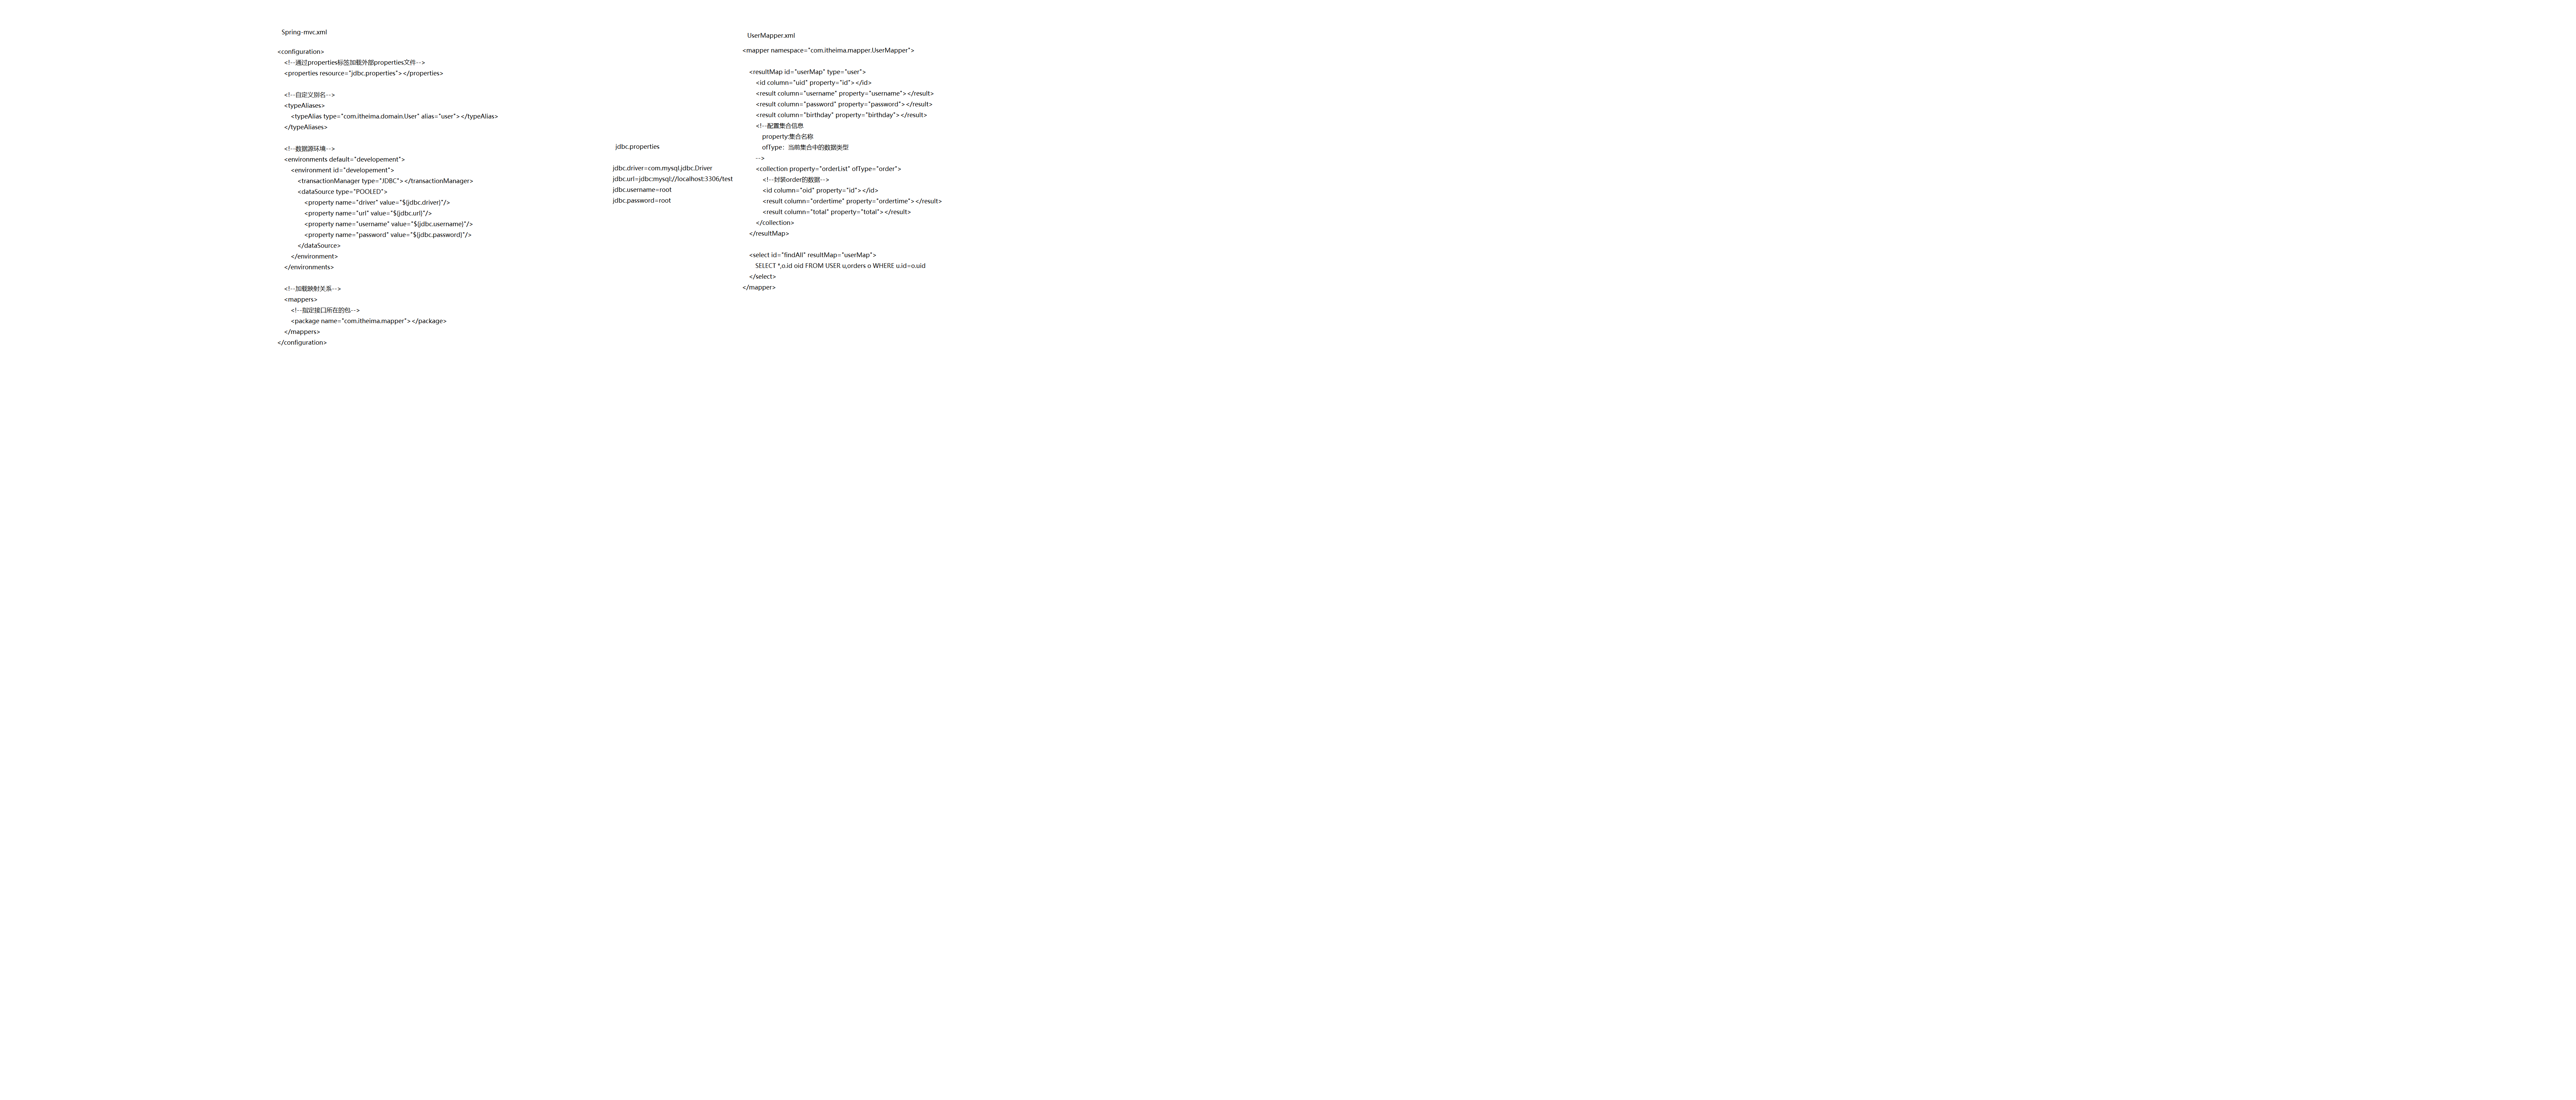 Spring-mvc.xml
<configuration>
<!--通过properties标签加载外部properties文件-->
<properties resource="jdbc.properties"></properties>
<!--自定义别名-->
<typeAliases>
<typeAlias type="com.itheima.domain.User" alias="user"></typeAlias>
</typeAliases>
<!--数据源环境-->
<environments default="developement">
<environment id="developement">
<transactionManager type="JDBC"></transactionManager>
<dataSource type="POOLED">
<property name="driver" value="${jdbc.driver}"/>
<property name="url" value="${jdbc.url}"/>
<property name="username" value="${jdbc.username}"/>
<property name="password" value="${jdbc.password}"/>
</dataSource>
</environment>
</environments>
<!--加载映射关系-->
<mappers>
<!--指定接口所在的包-->
<package name="com.itheima.mapper"></package>
</mappers>
</configuration>
jdbc.properties
jdbc.driver=com.mysql.jdbc.Driver
jdbc.url=jdbc:mysql://localhost:3306/test
jdbc.username=root
jdbc.password=root
UserMapper.xml
<mapper namespace="com.itheima.mapper.UserMapper">
<resultMap id="userMap" type="user">
<id column="uid" property="id"></id>
<result column="username" property="username"></result>
<result column="password" property="password"></result>
<result column="birthday" property="birthday"></result>
<!--配置集合信息
property:集合名称
ofType：当前集合中的数据类型
-->
<collection property="orderList" ofType="order">
<!--封装order的数据-->
<id column="oid" property="id"></id>
<result column="ordertime" property="ordertime"></result>
<result column="total" property="total"></result>
</collection>
</resultMap>
<select id="findAll" resultMap="userMap">
SELECT *,o.id oid FROM USER u,orders o WHERE u.id=o.uid
</select>
</mapper>